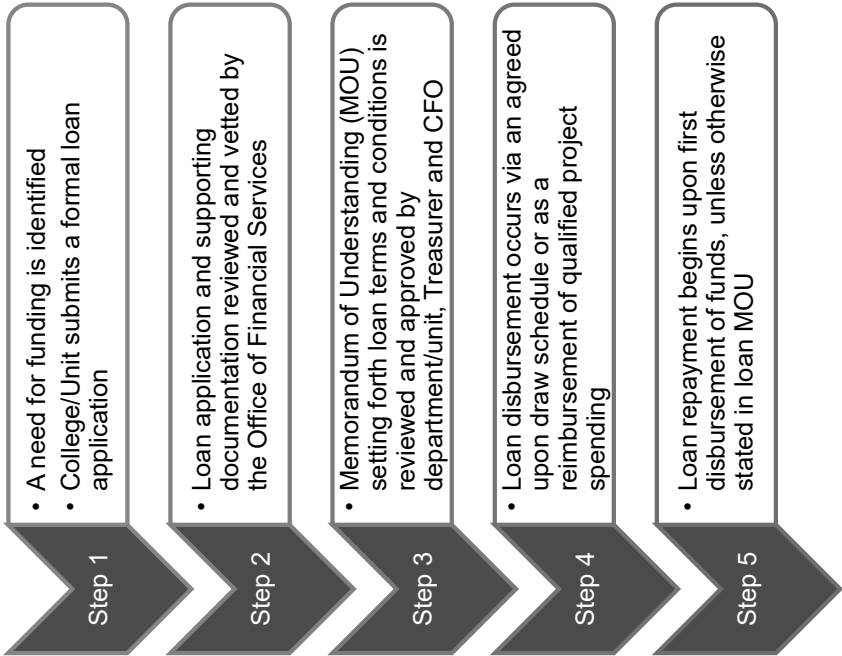 Step 1
• A need for funding is identified
• College/Unit submits a formal loan
application
Step 2
• Loan application and supporting
documentation reviewed and vetted by
the Office of Financial Services
Step 3
• Memorandum of Understanding (MOU)
setting forth loan terms and conditions is
reviewed and approved by
department/unit, Treasurer and CFO
Step 4
• Loan disbursement occurs via an agreed
upon draw schedule or as a
reimbursement of qualified project
spending
Step 5
• Loan repayment begins upon first
disbursement of funds, unless otherwise
stated in loan MOU